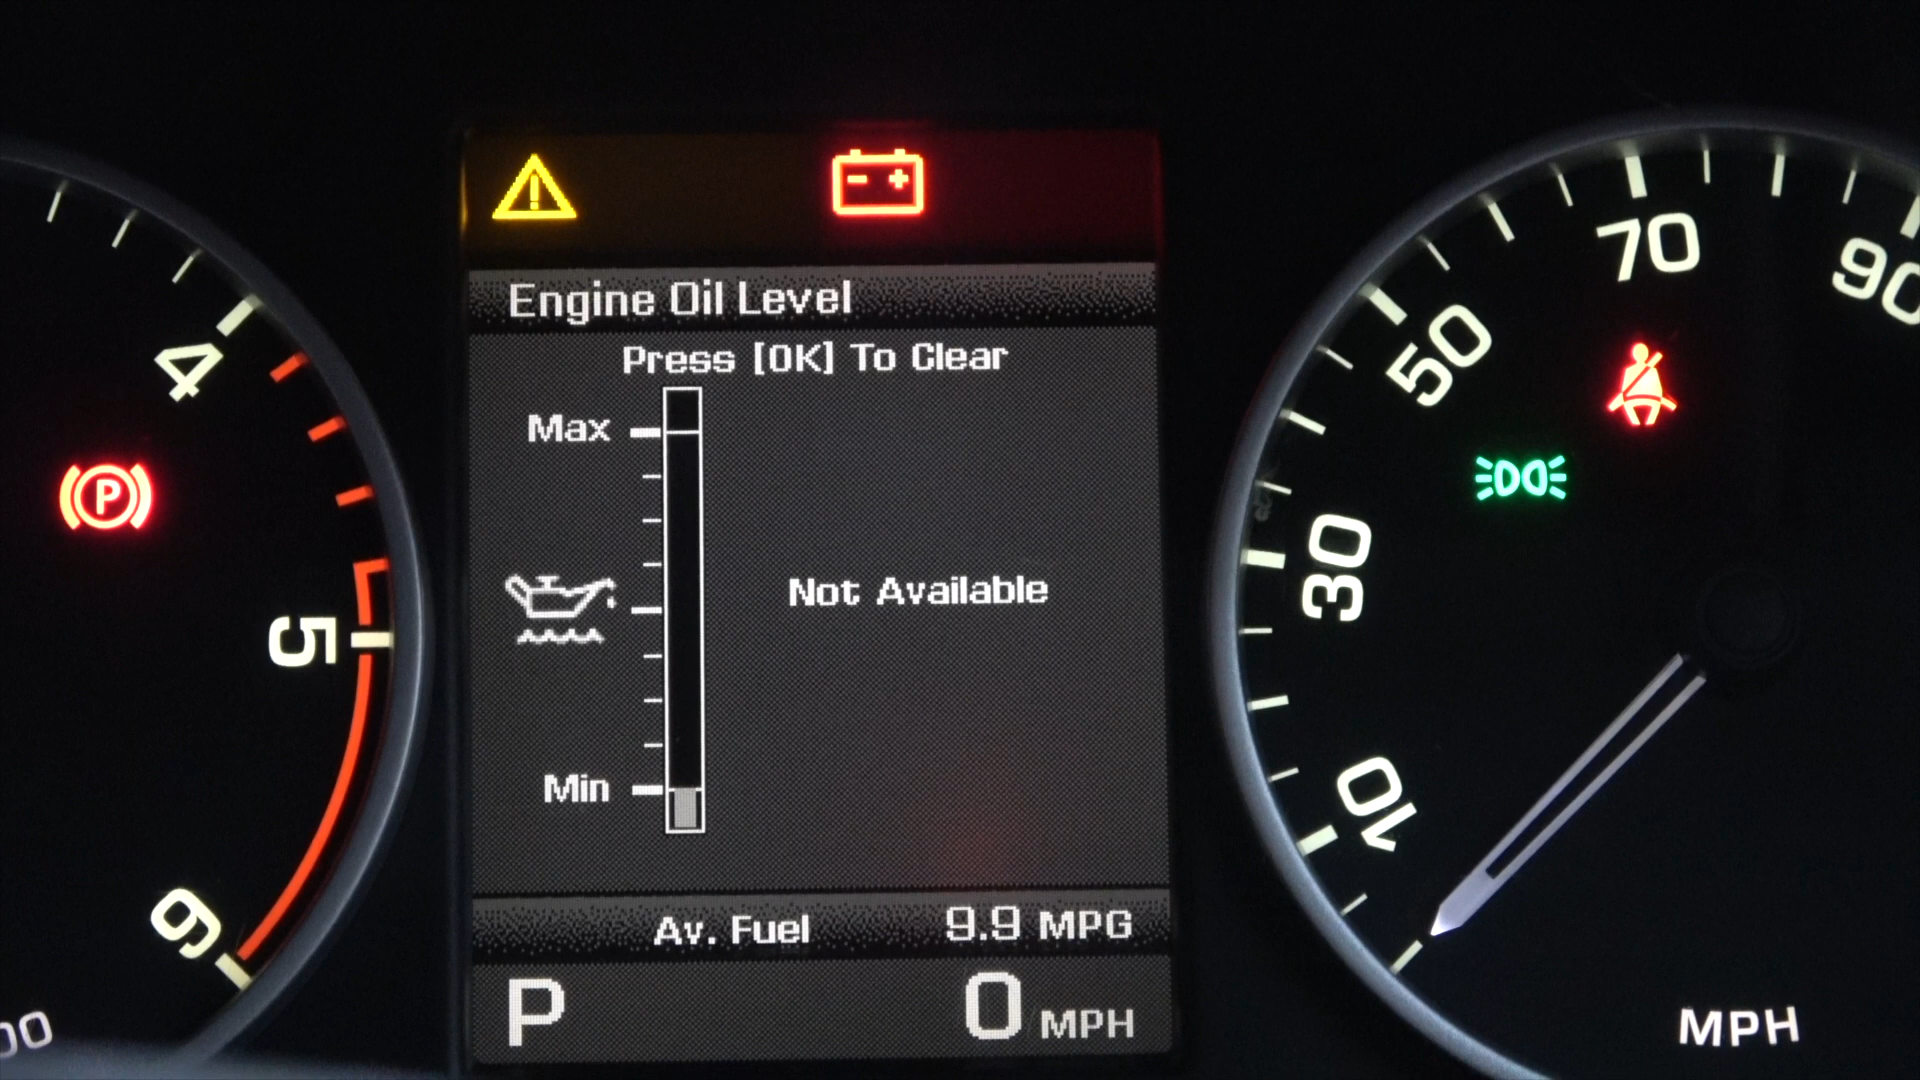 Engine Oil Level
Press [OK] To Clear
Max
Not Available
Min
Av. Fuel 9.9 MPG
P 0 MPH
4
P
5
6
00
10
30
50
70
90
MPH